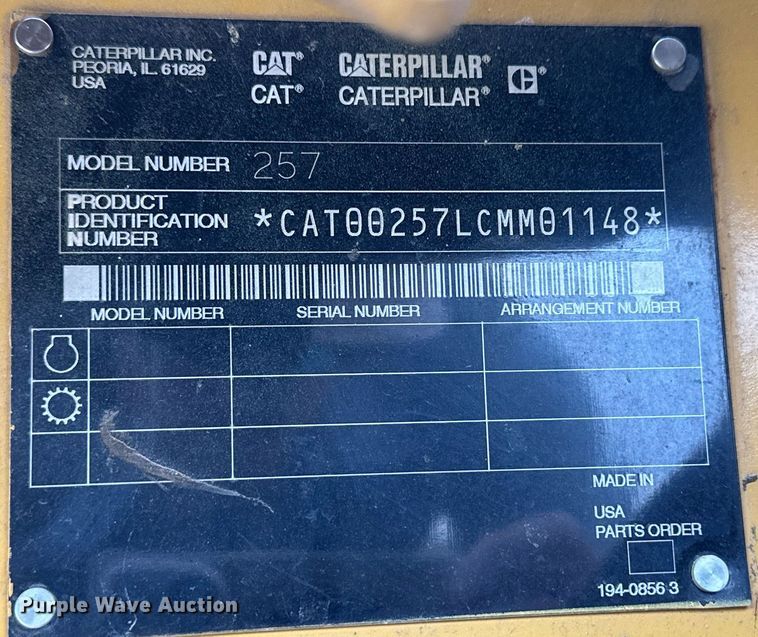 CATERPILLAR INC.
PEORIA, IL 61629
USA
CAT® CATERPILLAR® C®
CAT® CATERPILLAR®
MODEL NUMBER 257
PRODUCT
IDENTIFICATION
NUMBER
*CAT00257LCMM01148*
MODEL NUMBER SERIAL NUMBER ARRANGEMENT NUMBER
MADE IN
USA
PARTS ORDER
194-0856 3
Purple Wave Auction